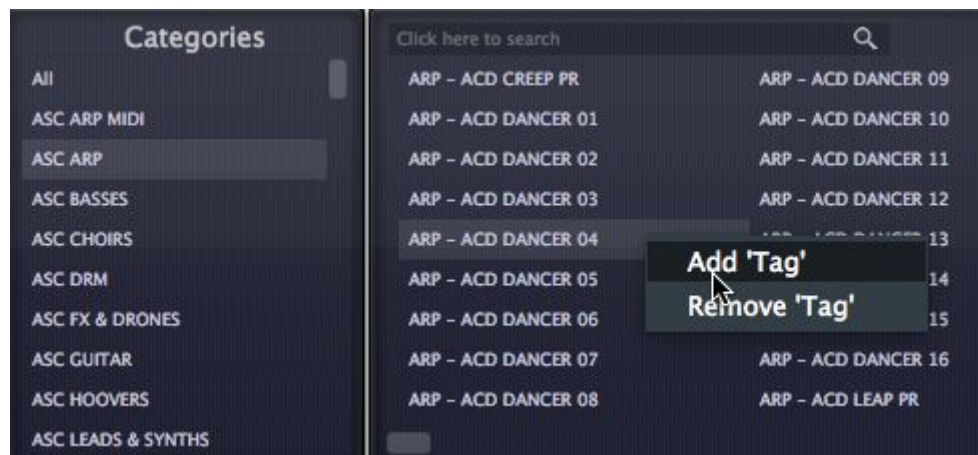 Categories
All
ASC ARP MIDI
ASC ARP
ASC BASSES
ASC CHOIRS
ASC DRM
ASC FX & DRONES
ASC GUITAR
ASC HOOVERS
ASC LEADS & SYNTHS
Click here to search
ARP – ACD CREEP PR
ARP – ACD DANCER 01
ARP – ACD DANCER 02
ARP – ACD DANCER 03
ARP – ACD DANCER 04
ARP – ACD DANCER 05
ARP – ACD DANCER 06
ARP – ACD DANCER 07
ARP – ACD DANCER 08
ARP – ACD DANCER 09
ARP – ACD DANCER 10
ARP – ACD DANCER 11
ARP – ACD DANCER 12
13
14
15
ARP – ACD DANCER 16
ARP – ACD LEAP PR
Add 'Tag'
Remove 'Tag'